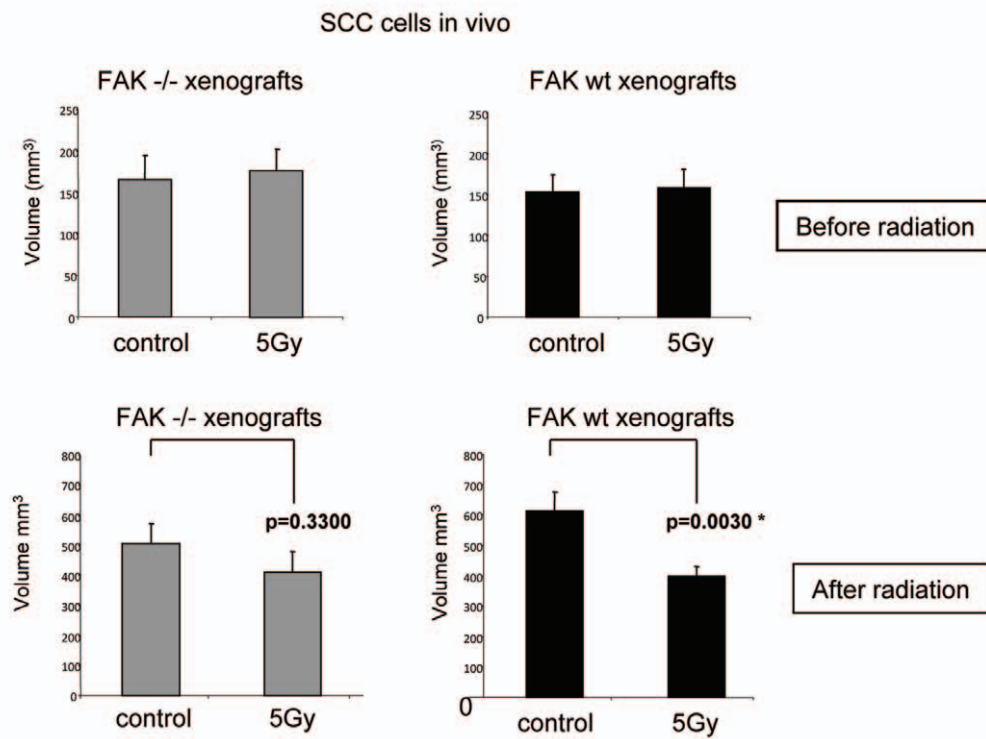 SCC cells in vivo
FAK -/- xenografts
Volume (mm³)
250
200
150
100
50
0
control 5Gy
FAK wt xenografts
Volume (mm³)
250
200
150
100
50
0
control 5Gy
Before radiation
FAK -/- xenografts
Volume mm³
800
700
600
500
400
300
200
100
0
p=0.3300
control 5Gy
FAK wt xenografts
Volume mm³
800
700
600
500
400
300
200
100
0
p=0.0030 *
control 5Gy
After radiation